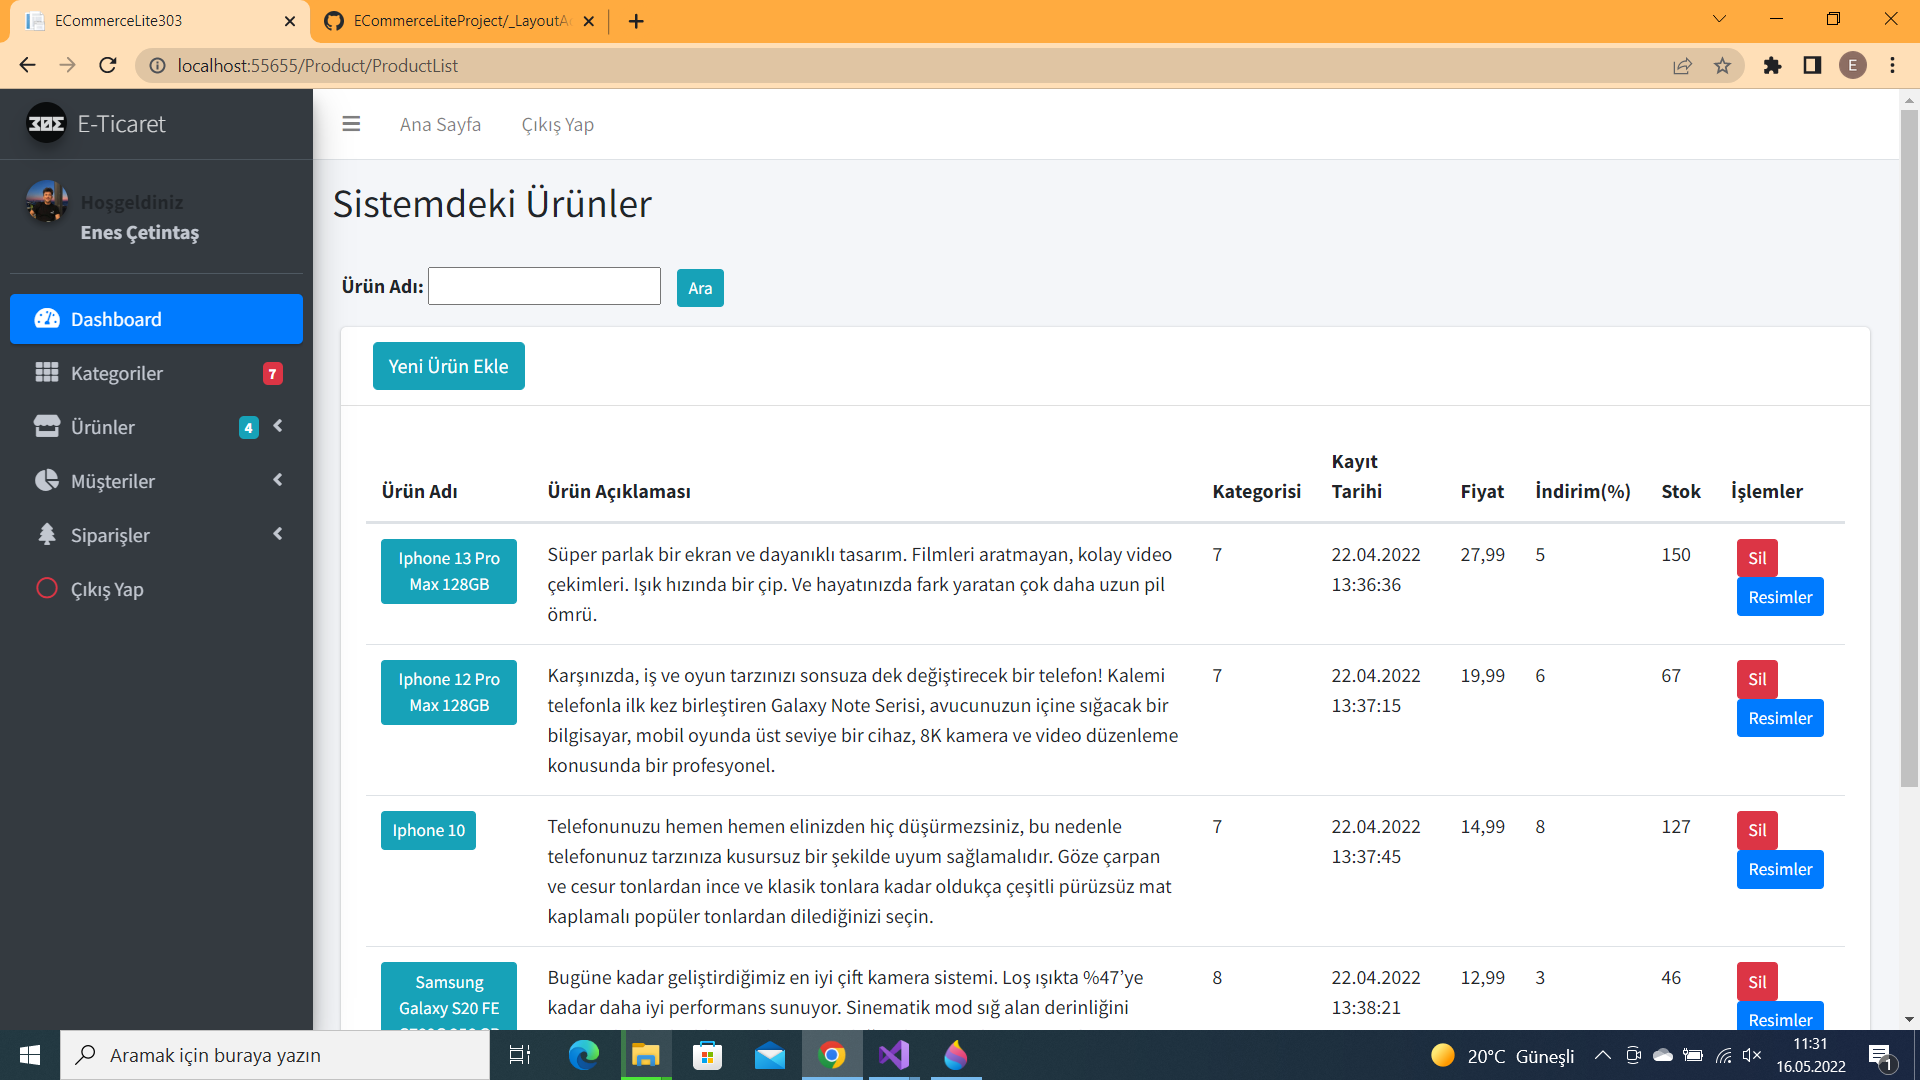 ECommerceLite303
ECommerceLiteProject/_LayoutA
localhost:55655/Product/ProductList
E
303 E-Ticaret
Ana Sayfa
Çıkış Yap
Hoşgeldiniz
Enes Çetintaş
Dashboard
Kategoriler 7
Ürünler 4
Müşteriler
Siparişler
Çıkış Yap
Sistemdeki Ürünler
Ürün Adı:
Ara
Yeni Ürün Ekle
Ürün Adı Ürün Açıklaması Kategorisi Kayıt Tarihi Fiyat İndirim(%) Stok İşlemler
Iphone 13 Pro
Max 128GB
Süper parlak bir ekran ve dayanıklı tasarım. Filmleri aratmayan, kolay video
çekimleri. Işık hızında bir çip. Ve hayatınızda fark yaratan çok daha uzun pil
ömrü.
7
22.04.2022
13:36:36
27,99
5
150
Sil
Resimler
Iphone 12 Pro
Max 128GB
Karşınızda, iş ve oyun tarzınızı sonsuza dek değiştirecek bir telefon! Kalemi
telefonla ilk kez birleştiren Galaxy Note Serisi, avucunuzun içine sığacak bir
bilgisayar, mobil oyunda üst seviye bir cihaz, 8K kamera ve video düzenleme
konusunda bir profesyonel.
7
22.04.2022
13:37:15
19,99
6
67
Sil
Resimler
Iphone 10
Telefonunuzu hemen hemen elinizden hiç düşürmezsiniz, bu nedenle
telefonunuz tarzınıza kusursuz bir şekilde uyum sağlamalıdır. Göze çarpan
ve cesur tonlardan ince ve klasik tonlara kadar oldukça çeşitli pürüzsüz mat
kaplamalı popüler tonlardan dilediğinizi seçin.
7
22.04.2022
13:37:45
14,99
8
127
Sil
Resimler
Samsung
Galaxy S20 FE
Bugüne kadar geliştirdiğimiz en iyi çift kamera sistemi. Loş ışıkta %47’ye
kadar daha iyi performans sunuyor. Sinematik mod sığ alan derinliğini
8
22.04.2022
13:38:21
12,99
3
46
Sil
Resimler
Aramak için buraya yazın
20°C Güneşli
11:31
16.05.2022
1